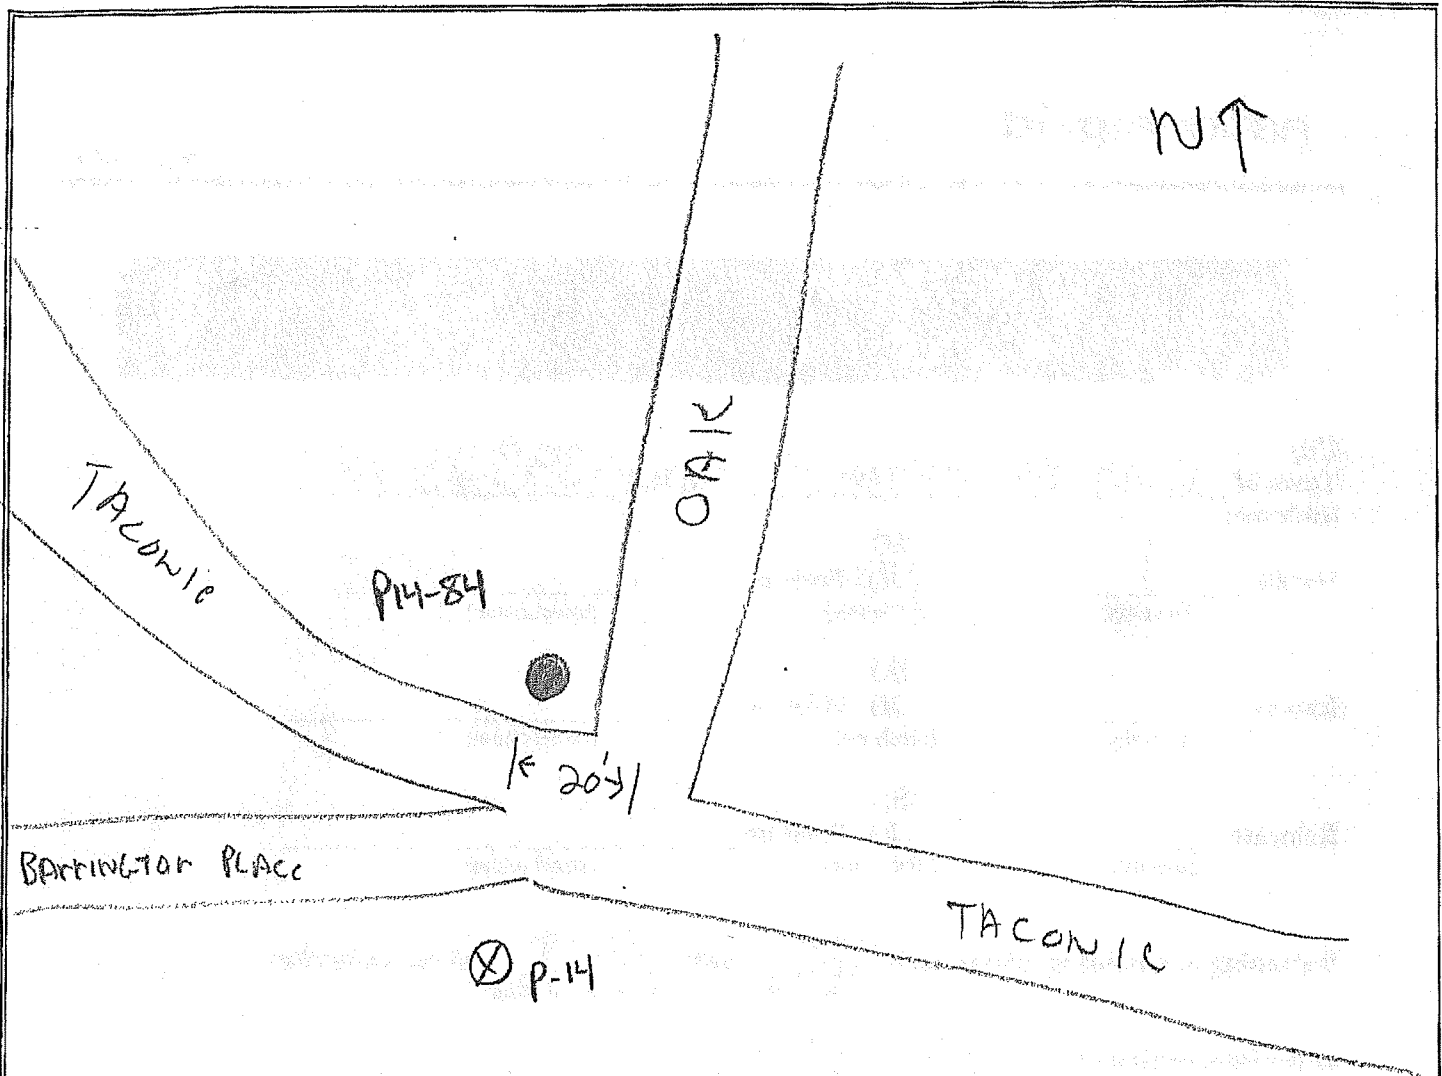 N↑
OAK
TACONIC
P14-84
|← 20'→|
BARRINGTON PLACE
TACONIC
P-14